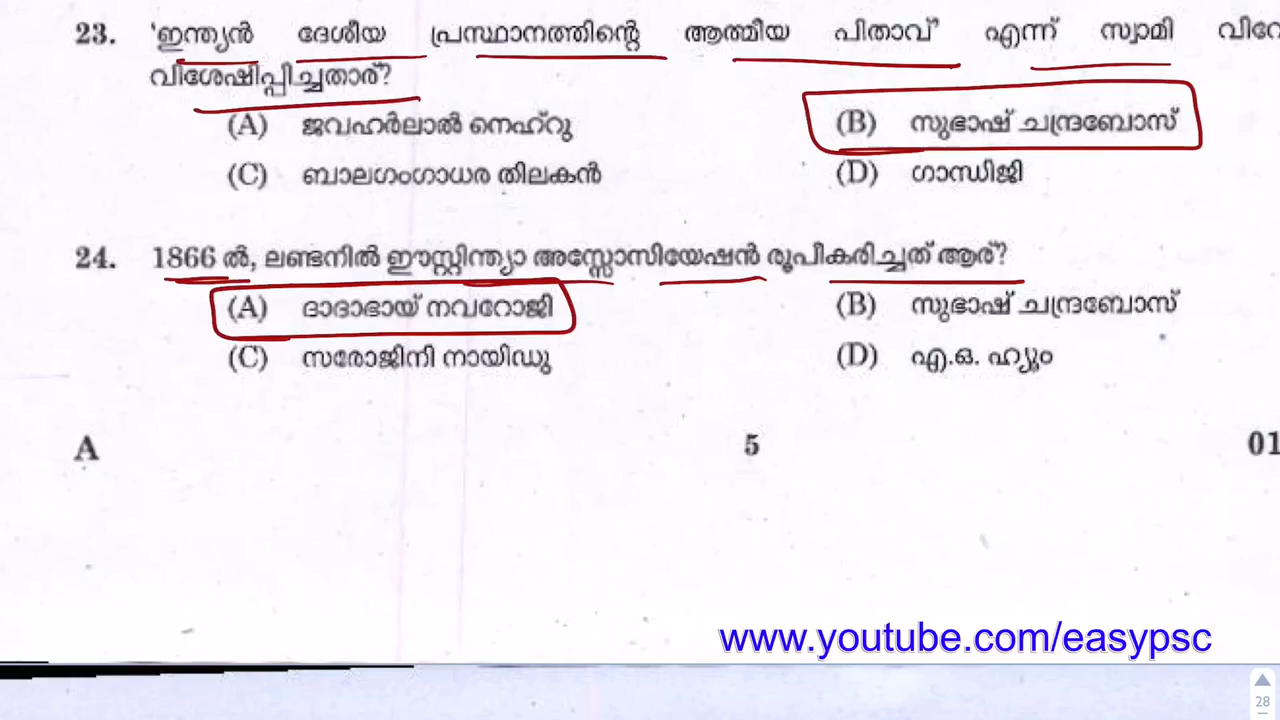 23. 'ഇന്ത്യൻ ദേശീയ പ്രസ്ഥാനത്തിന്റെ ആത്മീയ പിതാവ്' എന്ന് സ്വാമി
വിശേഷിപ്പിച്ചതാര്?
(A) ജവഹർലാൽ നെഹ്റു (B) സുഭാഷ് ചന്ദ്രബോസ്
(C) ബാലഗംഗാധര തിലകൻ (D) ഗാന്ധിജി
24. 1866 ൽ, ലണ്ടനിൽ ഈസ്റ്റിന്ത്യാ അസ്സോസിയേഷൻ രൂപീകരിച്ചത് ആര്?
(A) ദാദാഭായ് നവറോജി (B) സുഭാഷ് ചന്ദ്രബോസ്
(C) സരോജിനി നായിഡു (D) എ.ഒ. ഹ്യൂം
A 5 01
www.youtube.com/easypsc
28